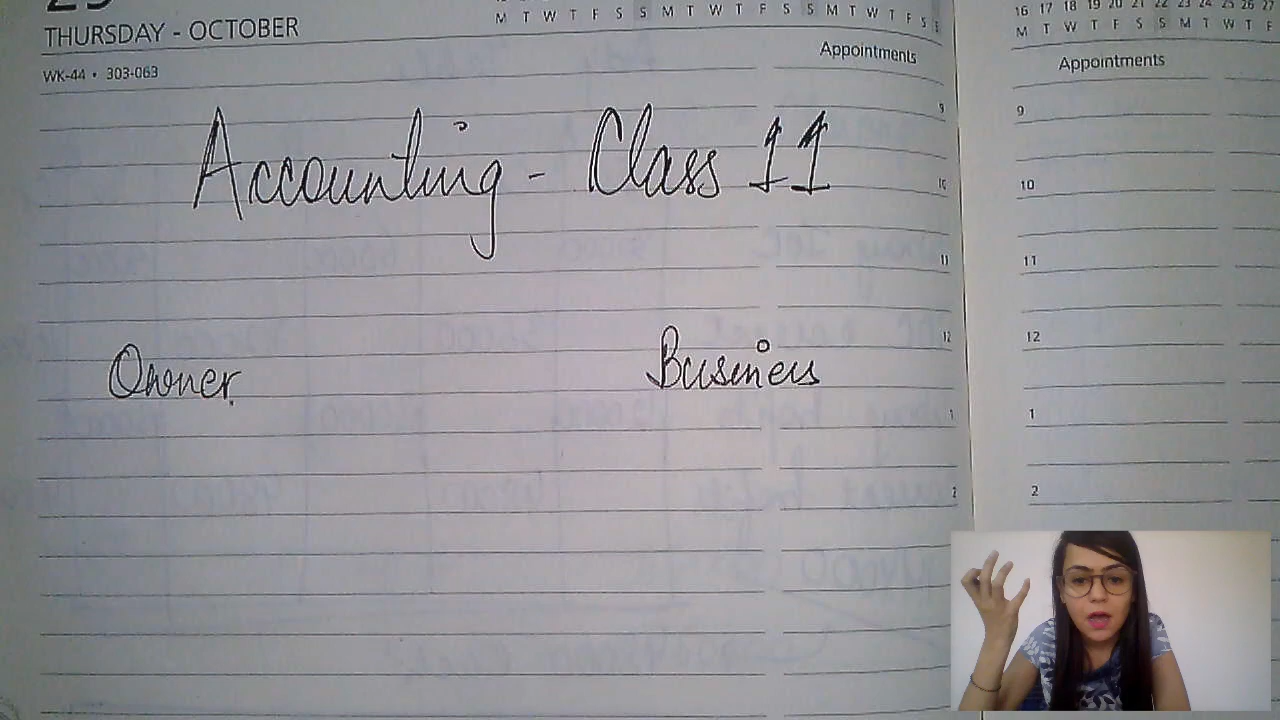 THURSDAY - OCTOBER
M T W T F S S M T W T F S S M T W T F S S
WK-44 • 303-063
Appointments
9
Accounting - Class 11
10
11
12
Owner
Business
1
2
16 17 18 19 20 21 22 23 24 25 26 27
M T W T F S S M T W T F
Appointments
9
10
11
12
1
2